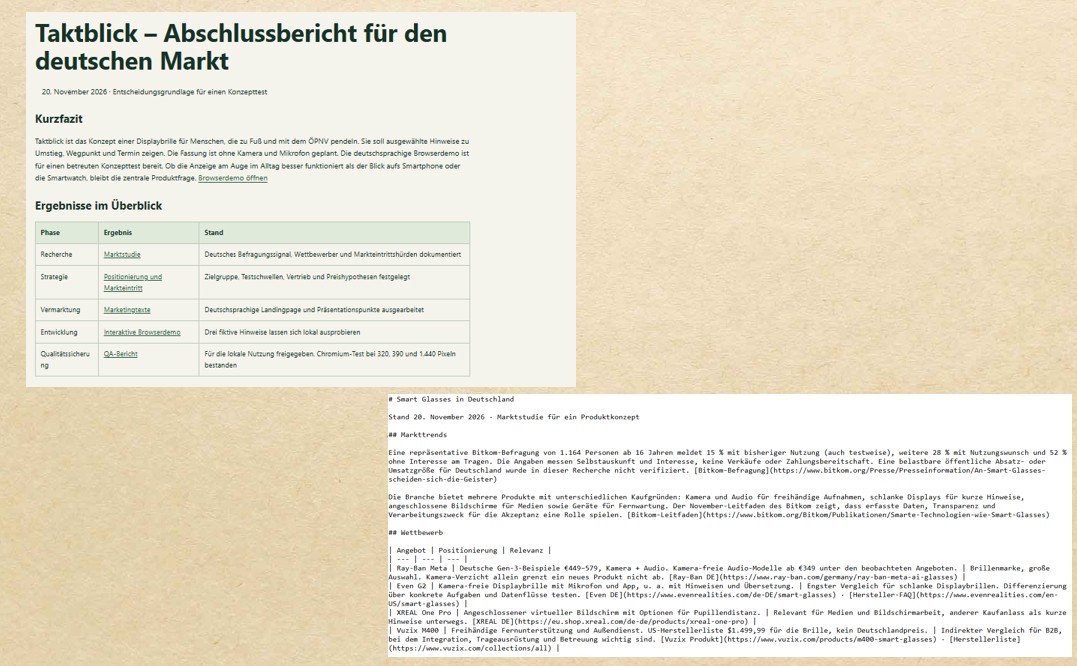 Taktblick – Abschlussbericht für den
deutschen Markt
20. November 2026 · Entscheidungsgrundlage für einen Konzepttest
Kurzfazit
Taktblick ist das Konzept einer Displaybrille für Menschen, die zu Fuß und mit dem ÖPNV pendeln. Sie soll ausgewählte Hinweise zu
Umstieg, Wegpunkt und Termin zeigen. Die Fassung ist ohne Kamera und Mikrofon geplant. Die deutschsprachige Browserdemo ist
für einen betreuten Konzepttest bereit. Ob die Anzeige am Auge im Alltag besser funktioniert als der Blick aufs Smartphone oder
die Smartwatch, bleibt die zentrale Produktfrage. Browserdemo öffnen
Ergebnisse im Überblick
Phase Ergebnis Stand
Recherche Marktstudie Deutsches Befragungssignal, Wettbewerber und Markteintrittshürden dokumentiert
Strategie Positionierung und Zielgruppe, Testschwellen, Vertrieb und Preishypothesen festgelegt
Markteintritt
Vermarktung Marketingtexte Deutschsprachige Landingpage und Präsentationspunkte ausgearbeitet
Entwicklung Interaktive Browserdemo Drei fiktive Hinweise lassen sich lokal ausprobieren
Qualitätssicheru QA-Bericht Für die lokale Nutzung freigegeben. Chromium-Test bei 320, 390 und 1.440 Pixeln
ng bestanden
# Smart Glasses in Deutschland
Stand 20. November 2026 · Marktstudie für ein Produktkonzept
## Markttrends
Eine repräsentative Bitkom-Befragung von 1.164 Personen ab 16 Jahren meldet 15 % mit bisheriger Nutzung (auch testweise), weitere 28 % mit Nutzungswunsch und 52 %
ohne Interesse am Tragen. Die Angaben messen Selbstauskunft und Interesse, keine Verkäufe oder Zahlungsbereitschaft. Eine belastbare öffentliche Absatz- oder
Umsatzgröße für Deutschland wurde in dieser Recherche nicht verifiziert. [Bitkom-Befragung](https://www.bitkom.org/Presse/Presseinformation/An-Smart-Glasses-
scheiden-sich-die-Geister)
Die Branche bietet mehrere Produkte mit unterschiedlichen Kaufgründen: Kamera und Audio für freihändige Aufnahmen, schlanke Displays für kurze Hinweise,
angeschlossene Bildschirme für Medien sowie Geräte für Fernwartung. Der November-Leitfaden des Bitkom zeigt, dass erfasste Daten, Transparenz und
Verarbeitungszweck für die Akzeptanz eine Rolle spielen. [Bitkom-Leitfaden](https://www.bitkom.org/Bitkom/Publikationen/Smarte-Technologien-wie-Smart-Glasses)
## Wettbewerb
| Angebot | Positionierung | Relevanz |
| --- | --- | --- |
| Ray-Ban Meta | Deutsche Gen-3-Beispiele €449–579, Kamera + Audio. Kamera-freie Audio-Modelle ab €349 unter den beobachteten Angeboten. | Brillenmarke, große
Auswahl. Kamera-Verzicht allein grenzt ein neues Produkt nicht ab. [Ray-Ban DE](https://www.ray-ban.com/germany/ray-ban-meta-ai-glasses) |
| Even G2 | Kamera-freie Displaybrille mit Mikrofon und App, u. a. mit Hinweisen und Übersetzung. | Engster Vergleich für schlanke Displaybrillen. Differenzierung
über konkrete Aufgaben und Datenflüsse testen. [Even DE](https://www.evenrealities.com/de-DE/smart-glasses) · [Hersteller-FAQ](https://www.evenrealities.com/en-
US/smart-glasses) |
| XREAL One Pro | Angeschlossener virtueller Bildschirm mit Optionen für Pupillendistanz. | Relevant für Medien und Bildschirmarbeit, anderer Kaufanlass als kurze
Hinweise unterwegs. [XREAL DE](https://eu.shop.xreal.com/de-de/products/xreal-one-pro) |
| Vuzix M400 | Freihändige Fernunterstützung und Außendienst. US-Herstellerliste $1.499,99 für die Brille, kein Deutschlandpreis. | Indirekter Vergleich für B2B,
bei dem Integration, Trageausrüstung und Betreuung wichtig sind. [Vuzix Produkt](https://www.vuzix.com/products/m400-smart-glasses) · [Herstellerliste]
(https://www.vuzix.com/collections/all) |